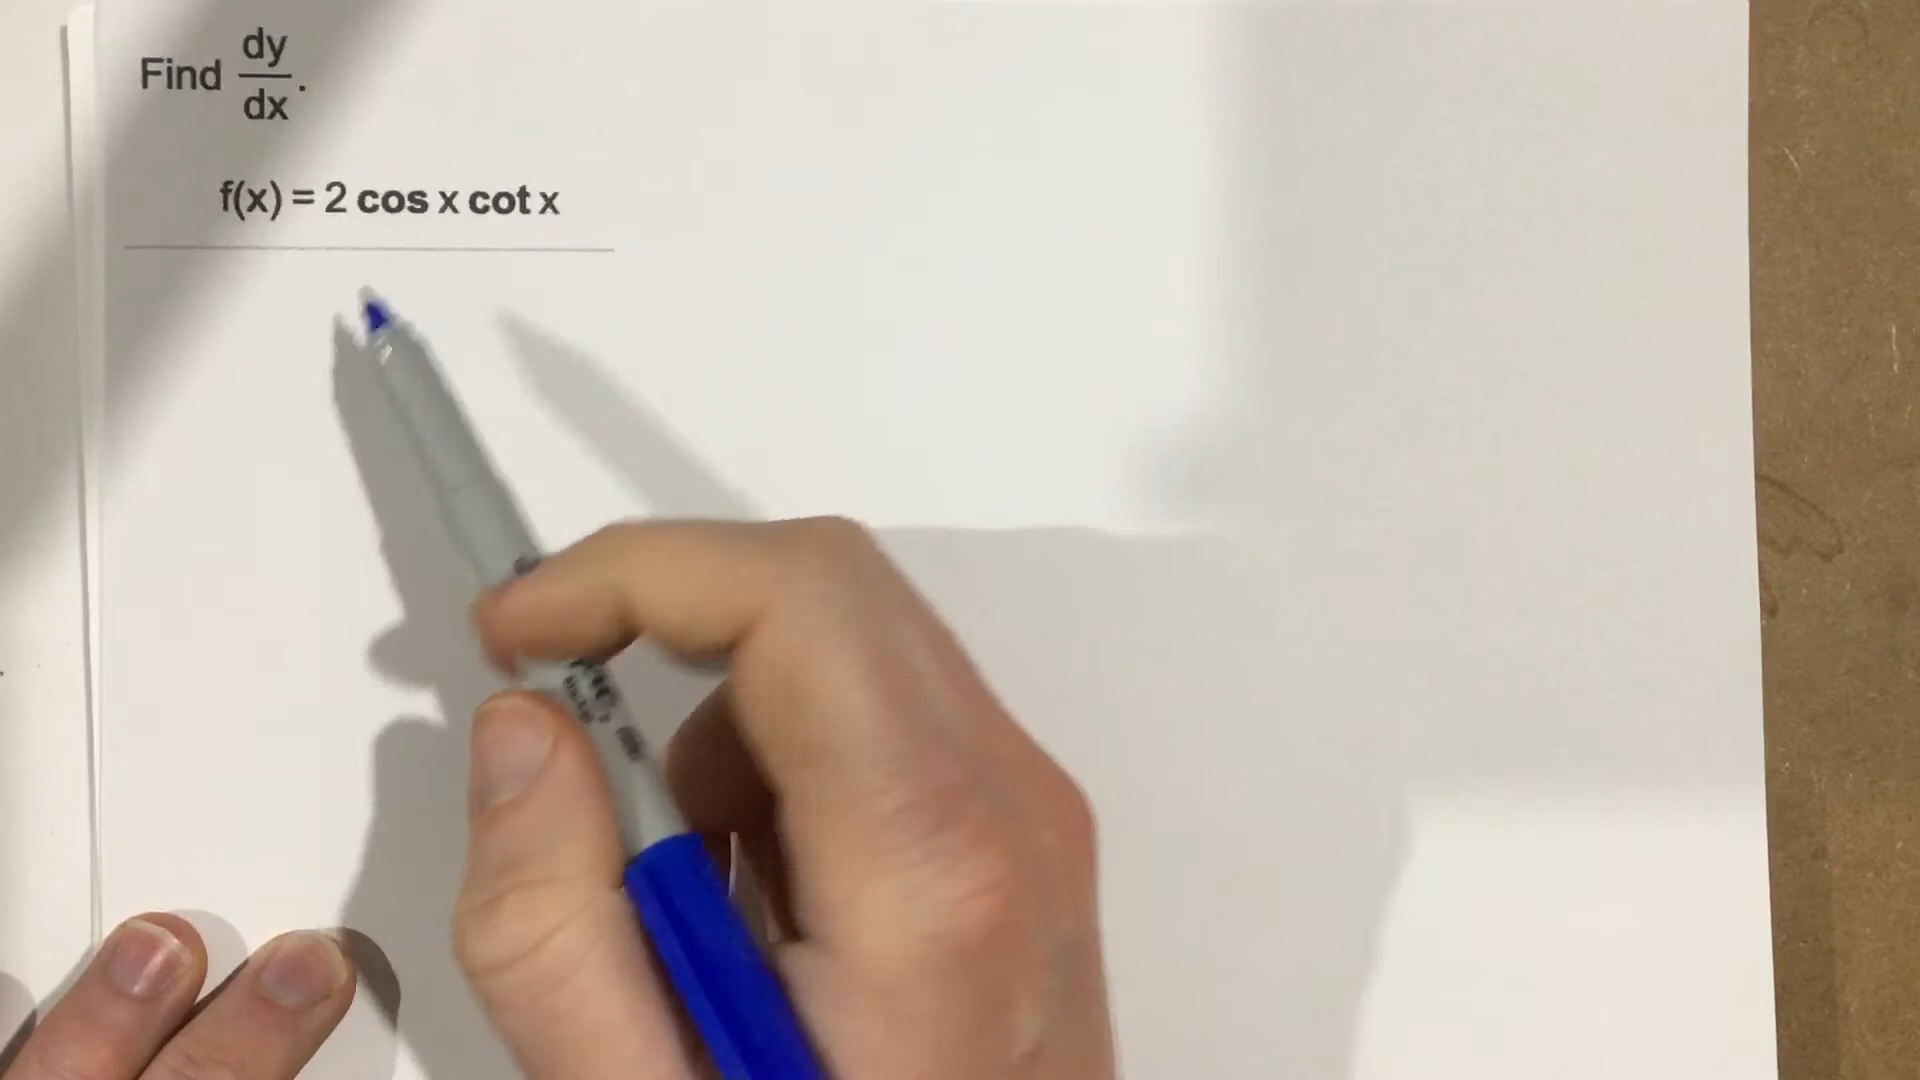 Find dy/dx.
f(x) = 2 cos x cot x